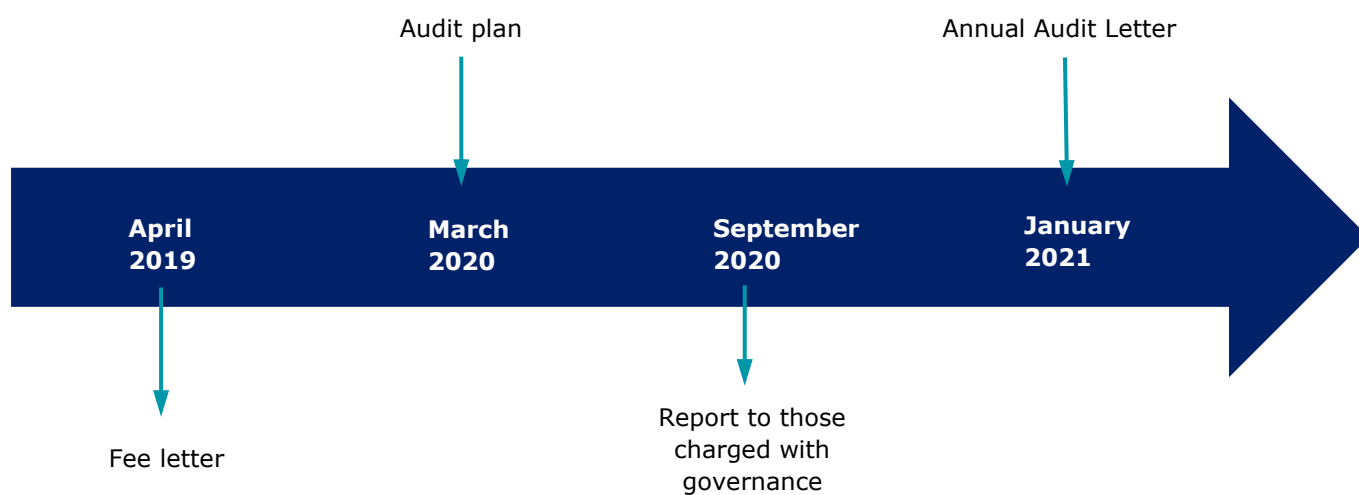 Audit plan
Annual Audit Letter
April
2019
March
2020
September
2020
January
2021
Fee letter
Report to those
charged with
governance